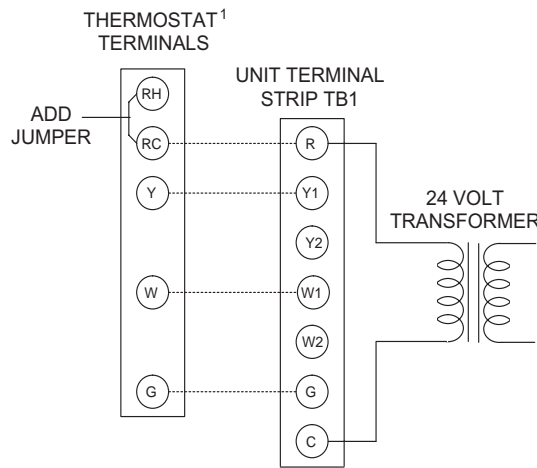 THERMOSTAT¹
TERMINALS
UNIT TERMINAL
STRIP TB1
ADD
JUMPER
RH
RC
Y
W
G
R
Y1
Y2
W1
W2
G
C
24 VOLT
TRANSFORMER